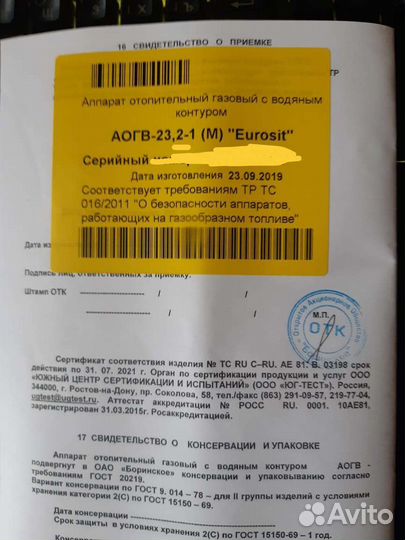 16 СВИДЕТЕЛЬСТВО О ПРИЕМКЕ
ТР
Аппарат отопительный газовый с водяным
контуром
АОГВ-23,2-1 (М) "Eurosit"
Серийный
Дата изготовления 23.09.2019
Соответствует требованиям ТР ТС
016/2011 "О безопасности аппаратов,
работающих на газообразном топливе"
Дата
Подпись лиц, ответственных за приемку.
Штамп ОТК / /
/ /
М.П.
Открытое Акционерное Общество
ОТК
Сертификат соответствия изделия № ТС RU С–RU. АЕ 81. В. 03198 срок
действия по 31. 07. 2021 г. Орган по сертификации продукции и услуг ООО
«ЮЖНЫЙ ЦЕНТР СЕРТИФИКАЦИИ И ИСПЫТАНИЙ» (ООО «ЮГ-ТЕСТ»). Россия,
344000, г. Ростов-на-Дону, пр. Соколова, 58, тел./факс (863) 291-09-57, 219-77-04,
ugtest@ugtest.ru. Аттестат аккредитации № РОСС RU. 0001. 10АЕ81,
зарегистрирован 31.03.2015г. Росаккредитацией.
17 СВИДЕТЕЛЬСТВО О КОНСЕРВАЦИИ И УПАКОВКЕ
Аппарат отопительный газовый с водяным контуром АОГВ -
подвергнут в ОАО «Боринское» консервации и упаковыванию согласно
требованиям ГОСТ 20219.
Вариант консервации по ГОСТ 9. 014 – 78 – для II группы изделий с условиями
хранения категории 2(С) по ГОСТ 15150 – 69.
Дата консервации
Срок защиты в условиях хранения 2(С) по ГОСТ 15150-69 – 1 год.
Avito